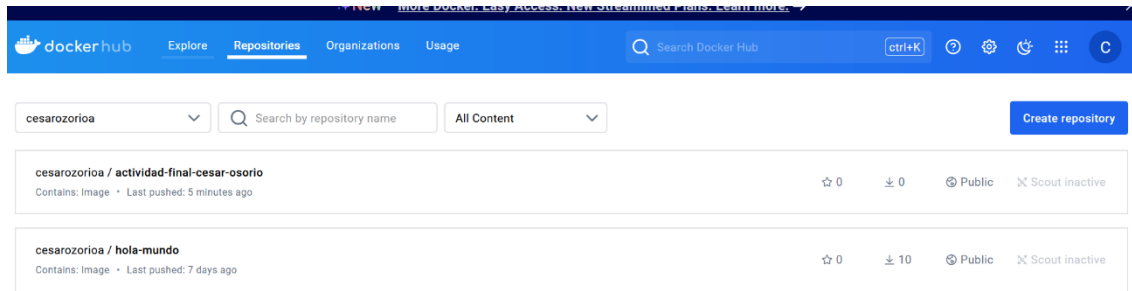 New More Docker. Easy Access. New Streamlined Plans. Learn more. →
dockerhub Explore Repositories Organizations Usage Search Docker Hub ctrl+K C
cesarozorioa Search by repository name All Content Create repository
cesarozorioa / actividad-final-cesar-osorio
Contains: Image • Last pushed: 5 minutes ago
0 0 Public Scout inactive
cesarozorioa / hola-mundo
Contains: Image • Last pushed: 7 days ago
0 10 Public Scout inactive